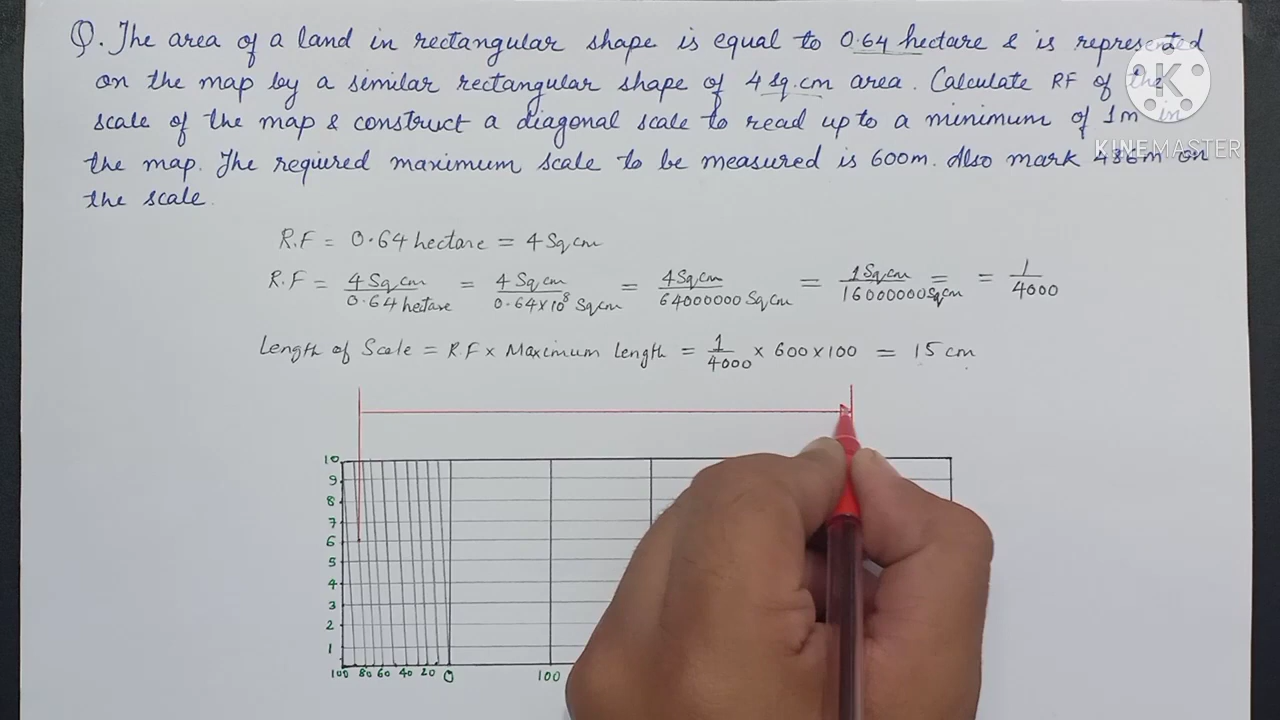 Q. The area of a land in rectangular shape is equal to 0.64 hectare & is represented
on the map by a similar rectangular shape of 4 Sq.cm area. Calculate RF of the
scale of the map & construct a diagonal scale to read up to a minimum of 1m in
the map. The reqiured maximum scale to be measured is 600m. Also mark 486m on
the scale.
K
KINEMASTER
R.F = 0.64 hectare = 4 Sq cm
R.F = 4 Sq cm / 0.64 hectare = 4 Sq cm / 0.64×10⁸ Sq cm = 4 Sq cm / 64000000 Sq cm = 1 Sq cm / 16000000 Sq cm = = 1 / 4000
Length of Scale = R.F × Maximum length = 1 / 4000 × 600 × 100 = 15 cm
10
9
8
7
6
5
4
3
2
1
100 80 60 40 20 0 100